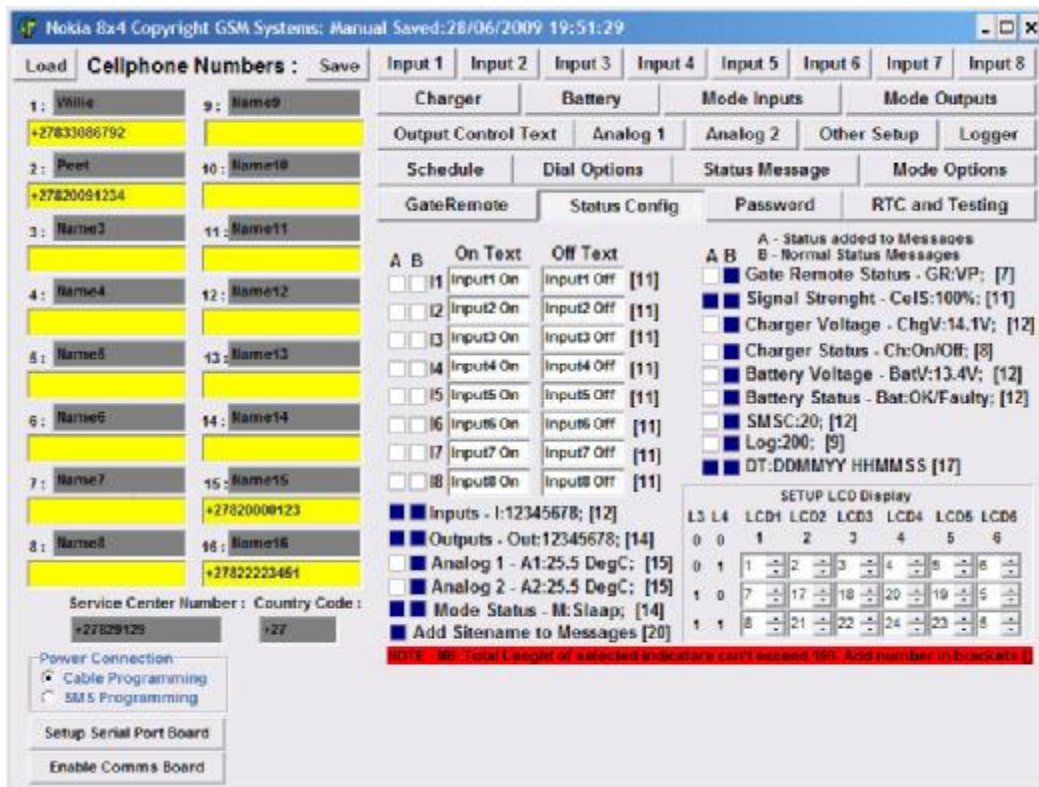 Nokia 8x4 Copyright GSM Systems: Manual Saved:28/06/2009 19:51:29
Load Cellphone Numbers : Save
1: Willie 9: Name9
+27833086792
2: Peet 10: Name10
+27820091234
3: Name3 11: Name11
4: Name4 12: Name12
5: Name5 13: Name13
6: Name6 14: Name14
7: Name7 15: Name15
+27820000123
8: Name8 16: Name16
+27822223451
Service Center Number : Country Code :
+27829129 +27
Power Connection
Cable Programming
SMS Programming
Setup Serial Port Board
Enable Comms Board
Input 1 Input 2 Input 3 Input 4 Input 5 Input 6 Input 7 Input 8
Charger Battery Mode Inputs Mode Outputs
Output Control Text Analog 1 Analog 2 Other Setup Logger
Schedule Dial Options Status Message Mode Options
GateRemote Status Config Password RTC and Testing
A B On Text Off Text
I1 Input1 On Input1 Off [11]
I2 Input2 On Input2 Off [11]
I3 Input3 On Input3 Off [11]
I4 Input4 On Input4 Off [11]
I5 Input5 On Input5 Off [11]
I6 Input6 On Input6 Off [11]
I7 Input7 On Input7 Off [11]
I8 Input8 On Input8 Off [11]
Inputs - I:12345678; [12]
Outputs - Out:12345678; [14]
Analog 1 - A1:25.5 DegC; [15]
Analog 2 - A2:25.5 DegC; [15]
Mode Status - M:Slaap; [14]
Add Sitename to Messages [20]
A - Status added to Messages
A B B - Normal Status Messages
Gate Remote Status - GR:VP; [7]
Signal Strenght - CelS:100%; [11]
Charger Voltage - ChgV:14.1V; [12]
Charger Status - Ch:On/Off; [8]
Battery Voltage - BatV:13.4V; [12]
Battery Status - Bat:OK/Faulty; [12]
SMSC:20; [12]
Log:200; [9]
DT:DDMMYY HHMMSS [17]
SETUP LCD Display
L3 L4 LCD1 LCD2 LCD3 LCD4 LCD5 LCD6
0 0 1 2 3 4 5 6
0 1 1 2 3 4 5 6
1 0 7 17 18 20 19 5
1 1 8 21 22 24 23 6
NOTE - NB: Total Lenght of selected indicators can't exceed 160. Add number in brackets []